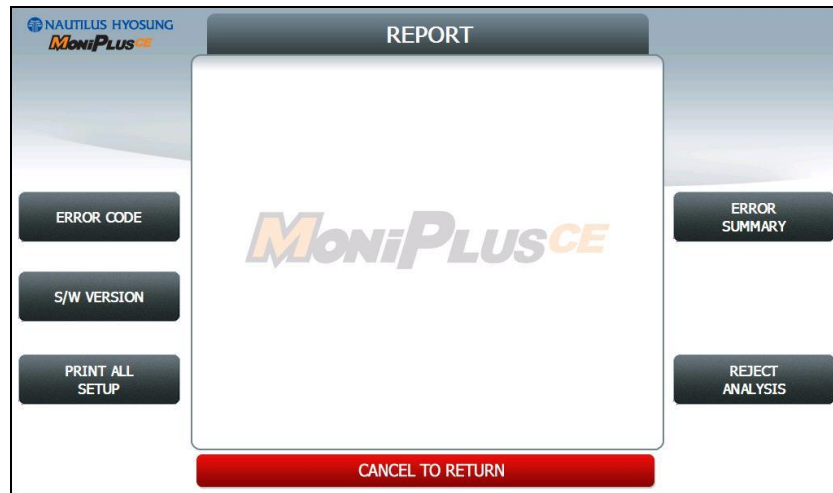 NAUTILUS HYOSUNG
MONiPLUSCE
REPORT
ERROR CODE
S/W VERSION
PRINT ALL
SETUP
MONiPLUSCE
ERROR
SUMMARY
REJECT
ANALYSIS
CANCEL TO RETURN